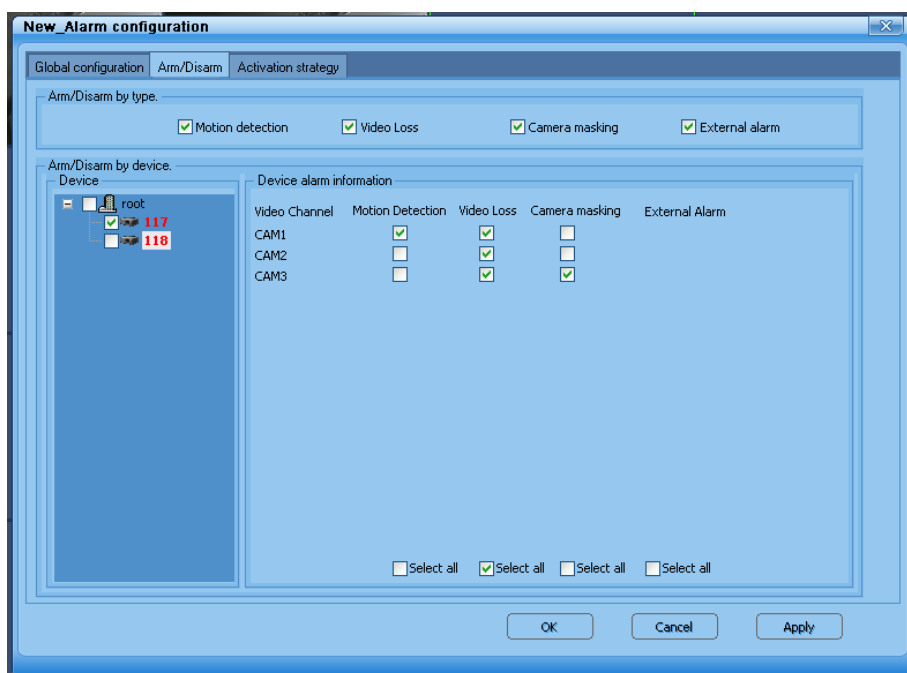 New_Alarm configuration
Global configuration Arm/Disarm Activation strategy
Arm/Disarm by type.
Motion detection Video Loss Camera masking External alarm
Arm/Disarm by device.
Device
root
117
118
Device alarm information
Video Channel Motion Detection Video Loss Camera masking External Alarm
CAM1
CAM2
CAM3
Select all Select all Select all Select all
OK Cancel Apply